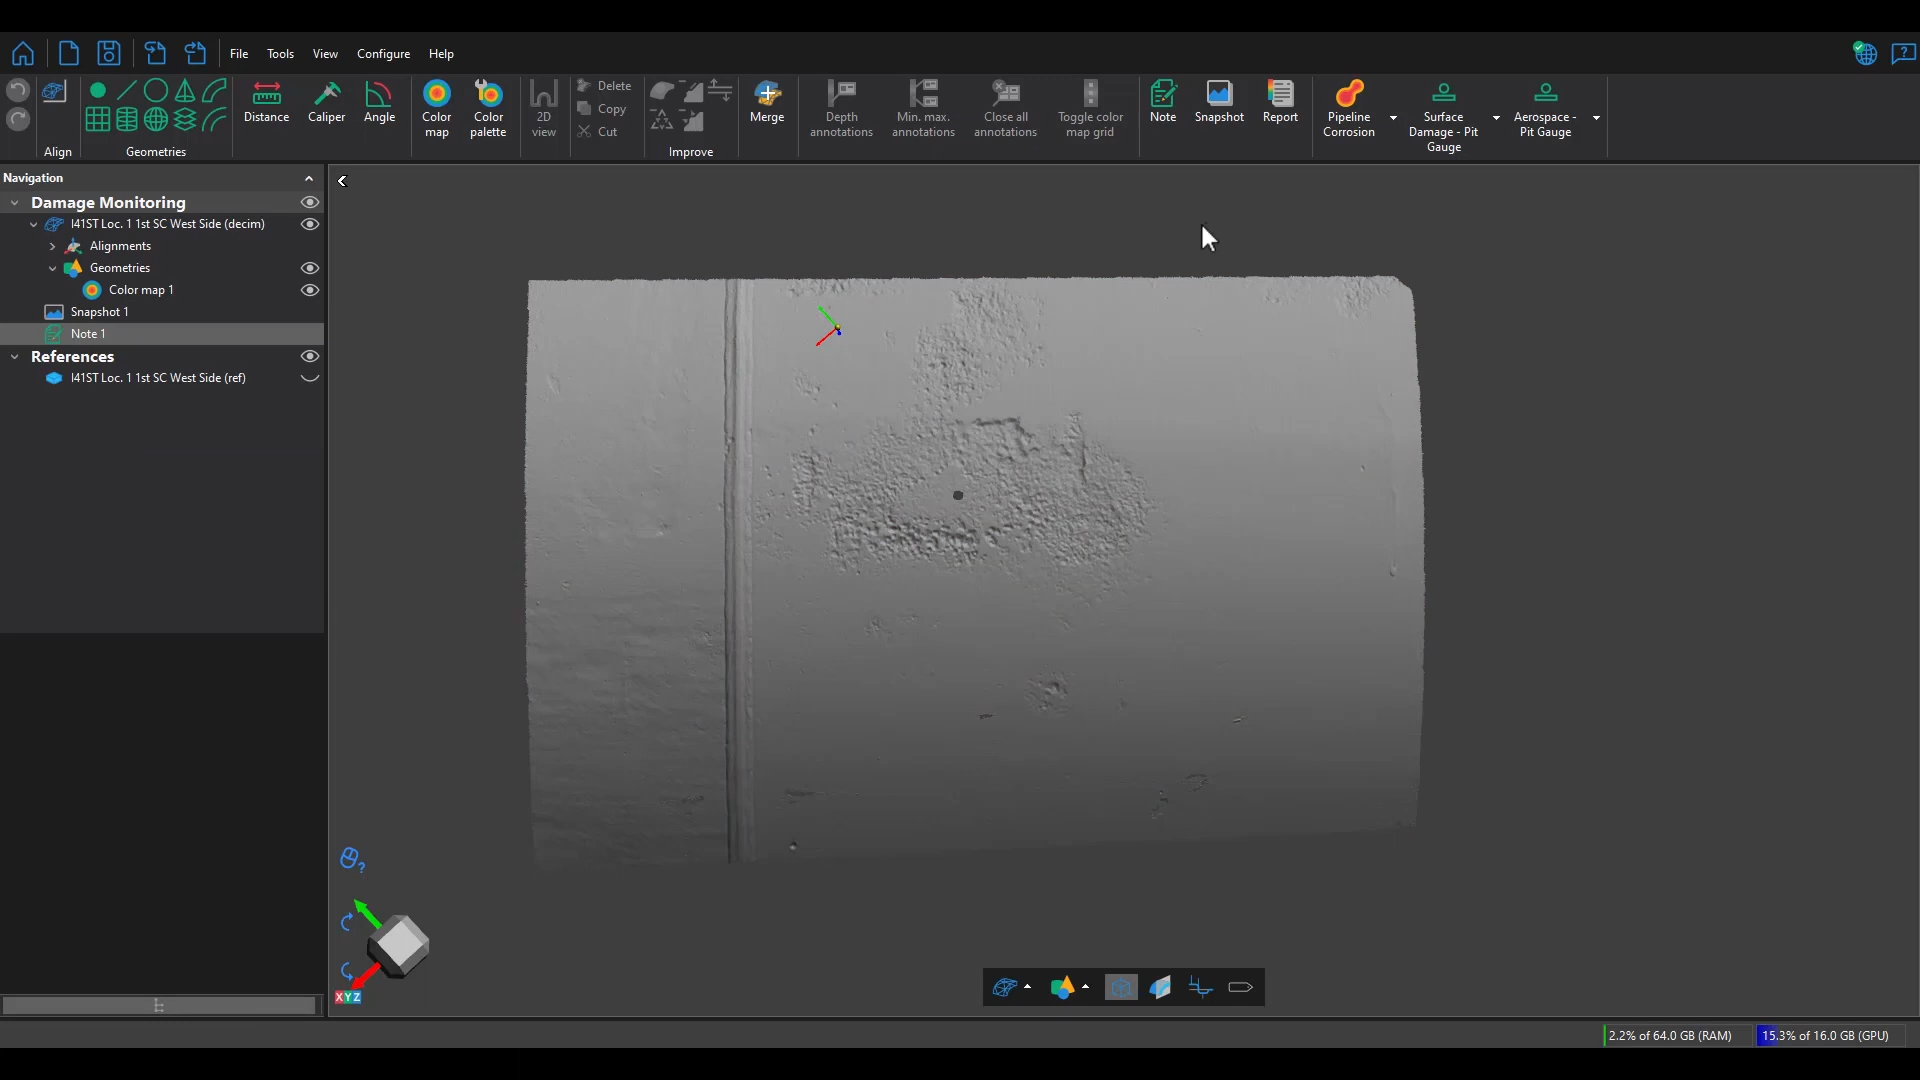 File Tools View Configure Help
Delete
Copy
Cut
Distance Caliper Angle Color map Color palette 2D view Merge Depth annotations Min. max. annotations Close all annotations Toggle color map grid Note Snapshot Report Pipeline Corrosion Surface Damage - Pit Gauge Aerospace - Pit Gauge
Align Geometries Improve
Navigation
Damage Monitoring
I41ST Loc. 1 1st SC West Side (decim)
Alignments
Geometries
Color map 1
Snapshot 1
Note 1
References
I41ST Loc. 1 1st SC West Side (ref)
?
XYZ
2.2% of 64.0 GB (RAM) 15.3% of 16.0 GB (GPU)